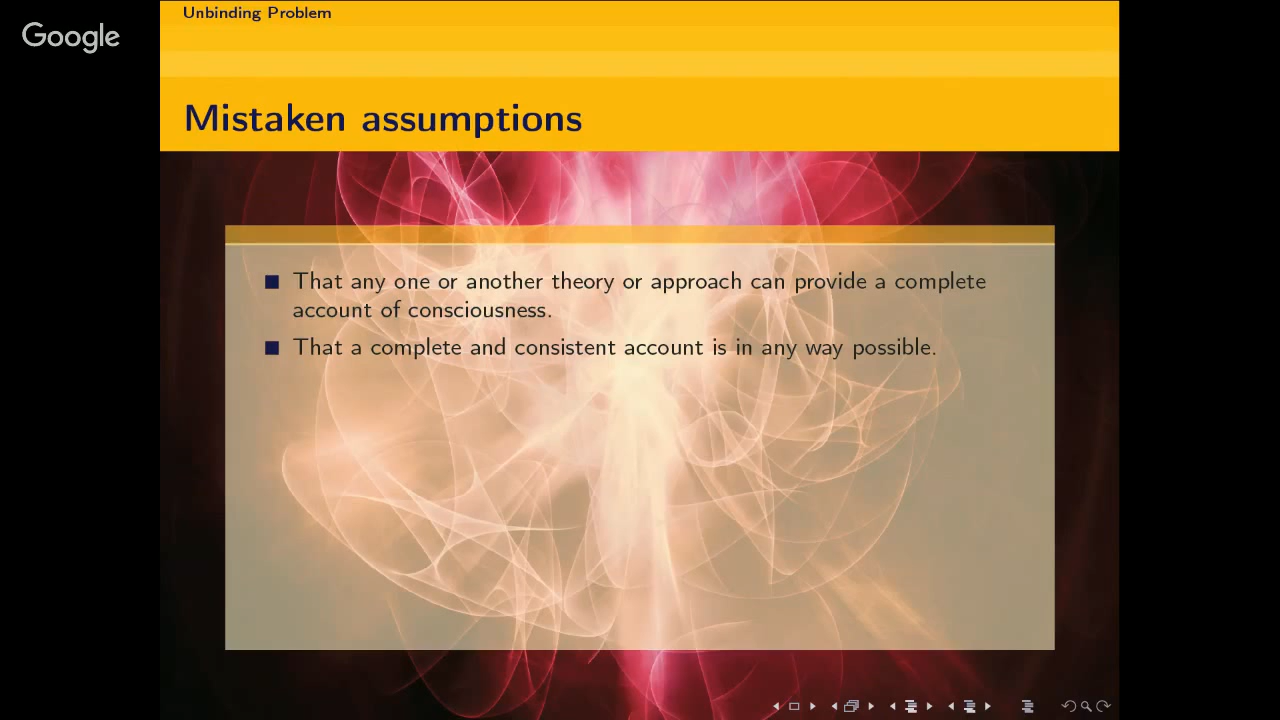 Google
Unbinding Problem
Mistaken assumptions
That any one or another theory or approach can provide a complete
account of consciousness.
That a complete and consistent account is in any way possible.